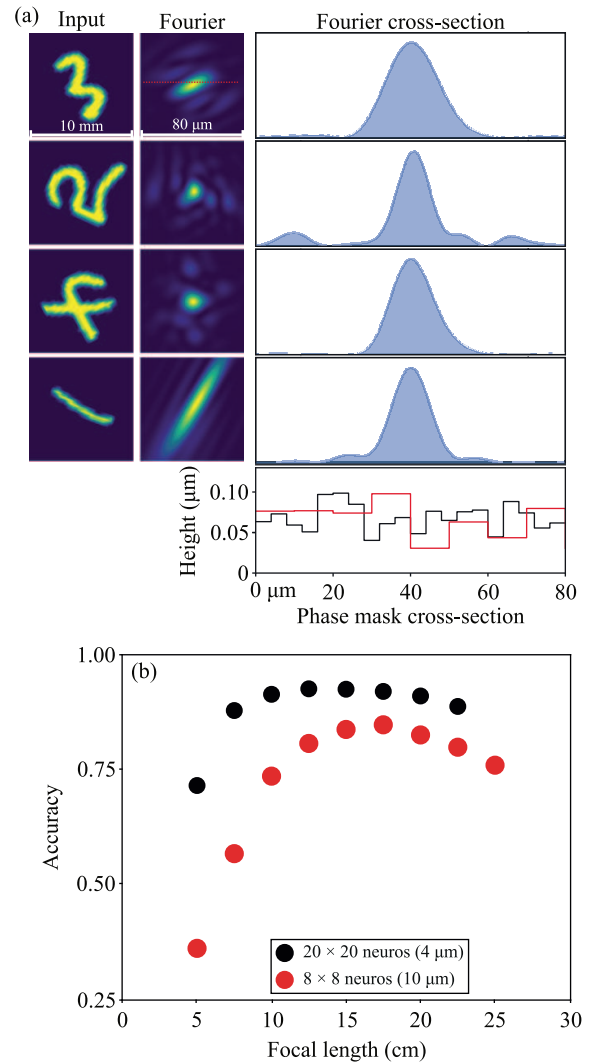 (a) Input Fourier Fourier cross-section
10 mm 80 μm
Height (μm)
0.10
0.05
0
0 μm 20 40 60 80
Phase mask cross-section
(b)
Accuracy
1.00
0.75
0.50
0.25
0 5 10 15 20 25 30
Focal length (cm)
20 × 20 neuros (4 μm)
8 × 8 neuros (10 μm)